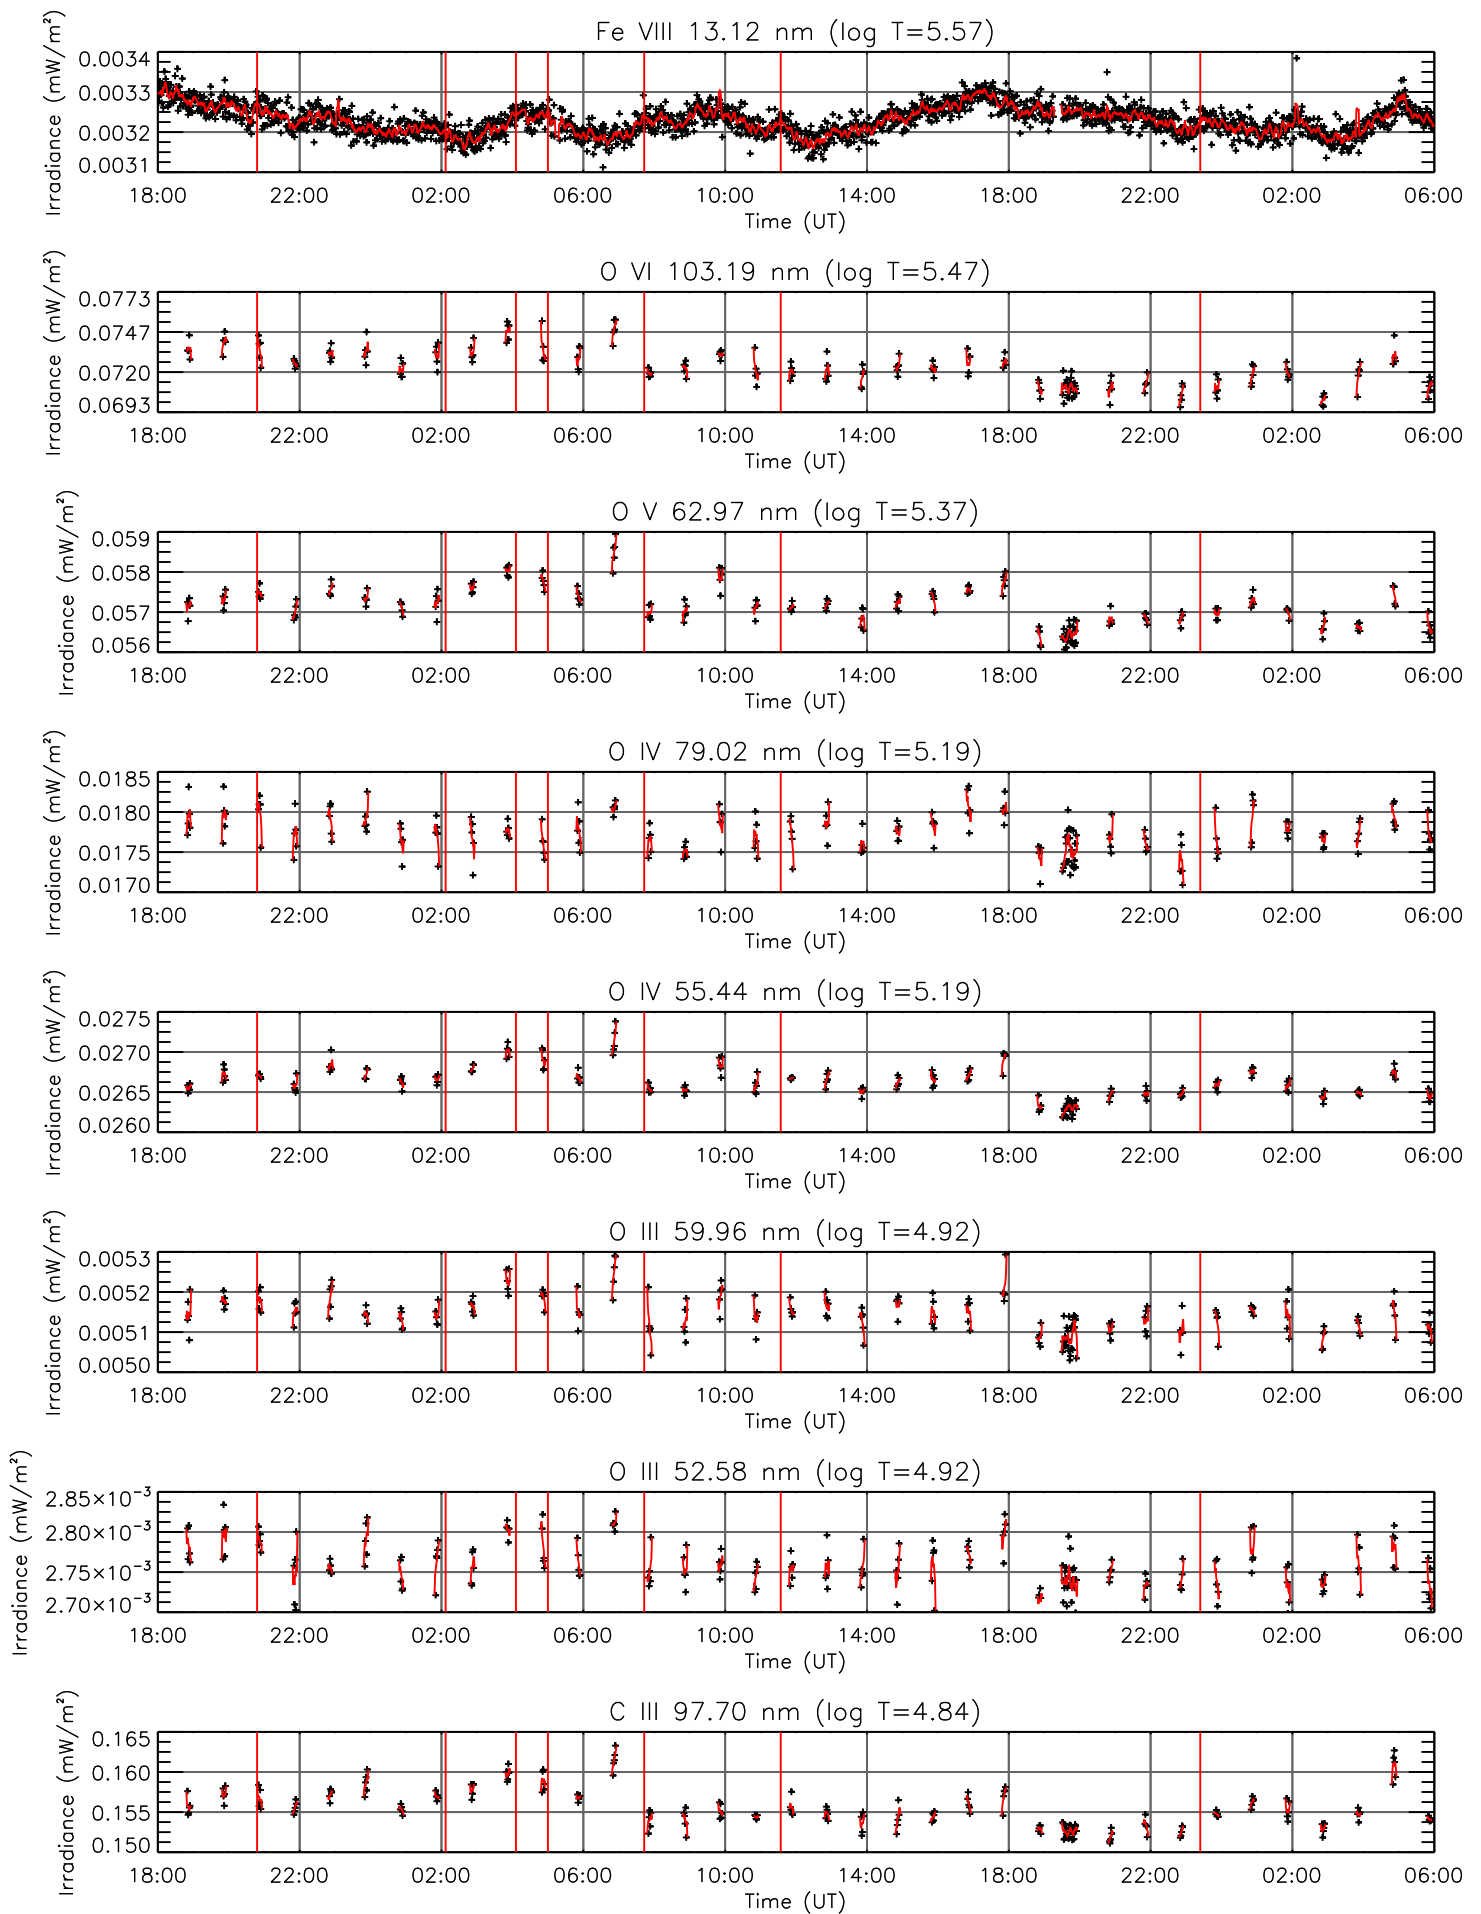 Fe VIII 13.12 nm (log T=5.57)
Irradiance (mW/m²)
0.0034
0.0033
0.0032
0.0031
18:00 22:00 02:00 06:00 10:00 14:00 18:00 22:00 02:00 06:00
Time (UT)
O VI 103.19 nm (log T=5.47)
Irradiance (mW/m²)
0.0773
0.0747
0.0720
0.0693
18:00 22:00 02:00 06:00 10:00 14:00 18:00 22:00 02:00 06:00
Time (UT)
O V 62.97 nm (log T=5.37)
Irradiance (mW/m²)
0.059
0.058
0.057
0.056
18:00 22:00 02:00 06:00 10:00 14:00 18:00 22:00 02:00 06:00
Time (UT)
O IV 79.02 nm (log T=5.19)
Irradiance (mW/m²)
0.0185
0.0180
0.0175
0.0170
18:00 22:00 02:00 06:00 10:00 14:00 18:00 22:00 02:00 06:00
Time (UT)
O IV 55.44 nm (log T=5.19)
Irradiance (mW/m²)
0.0275
0.0270
0.0265
0.0260
18:00 22:00 02:00 06:00 10:00 14:00 18:00 22:00 02:00 06:00
Time (UT)
O III 59.96 nm (log T=4.92)
Irradiance (mW/m²)
0.0053
0.0052
0.0051
0.0050
18:00 22:00 02:00 06:00 10:00 14:00 18:00 22:00 02:00 06:00
Time (UT)
O III 52.58 nm (log T=4.92)
Irradiance (mW/m²)
2.85×10⁻³
2.80×10⁻³
2.75×10⁻³
2.70×10⁻³
18:00 22:00 02:00 06:00 10:00 14:00 18:00 22:00 02:00 06:00
Time (UT)
C III 97.70 nm (log T=4.84)
Irradiance (mW/m²)
0.165
0.160
0.155
0.150
18:00 22:00 02:00 06:00 10:00 14:00 18:00 22:00 02:00 06:00
Time (UT)